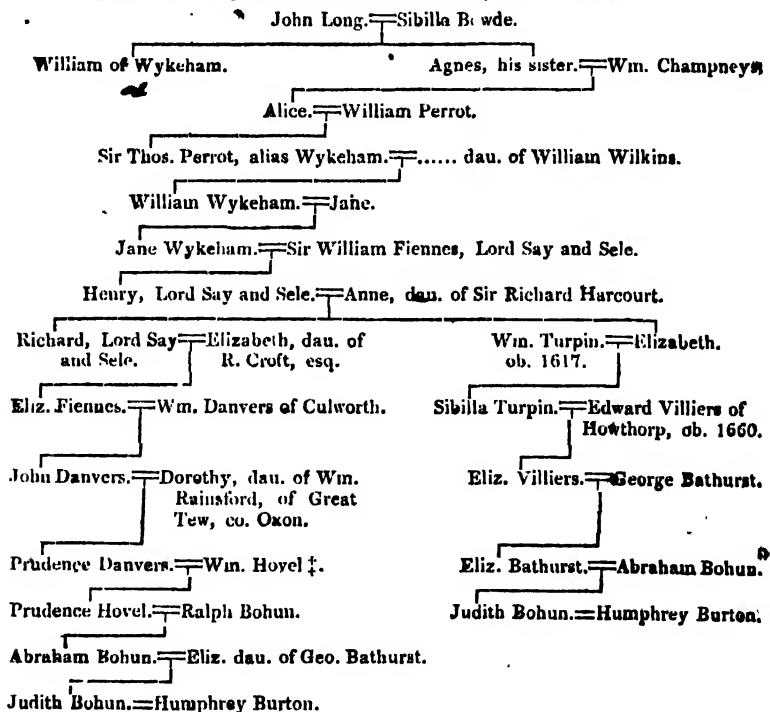 John Long.=Sibilla Bowde.
William of Wykeham. Agnes, his sister.=Wm. Champneys
Alice.=William Perrot.
Sir Thos. Perrot, alias Wykeham.=...... dau. of William Wilkins.
William Wykeham.=Jane.
Jane Wykeham.=Sir William Fiennes, Lord Say and Sele.
Henry, Lord Say and Sele.=Anne, dau. of Sir Richard Harcourt.
Richard, Lord Say=Elizabeth, dau. of Wm. Turpin.=Elizabeth.
and Sele. R. Croft, esq. ob. 1617.
Eliz. Fiennes.=Wm. Danvers of Culworth. Sibilla Turpin.=Edward Villiers of
Howthorp, ob. 1660.
John Danvers.=Dorothy, dau. of Wm. Eliz. Villiers.=George Bathurst.
Rainsford, of Great
Tew, co. Oxon.
Prudence Danvers.=Wm. Hovel ‡. Eliz. Bathurst.=Abraham Bohun.
Prudence Hovel.=Ralph Bohun. Judith Bohun.=Humphrey Burton.
Abraham Bohun.=Eliz. dau. of Geo. Bathurst.
Judith Bohun.=Humphrey Burton.